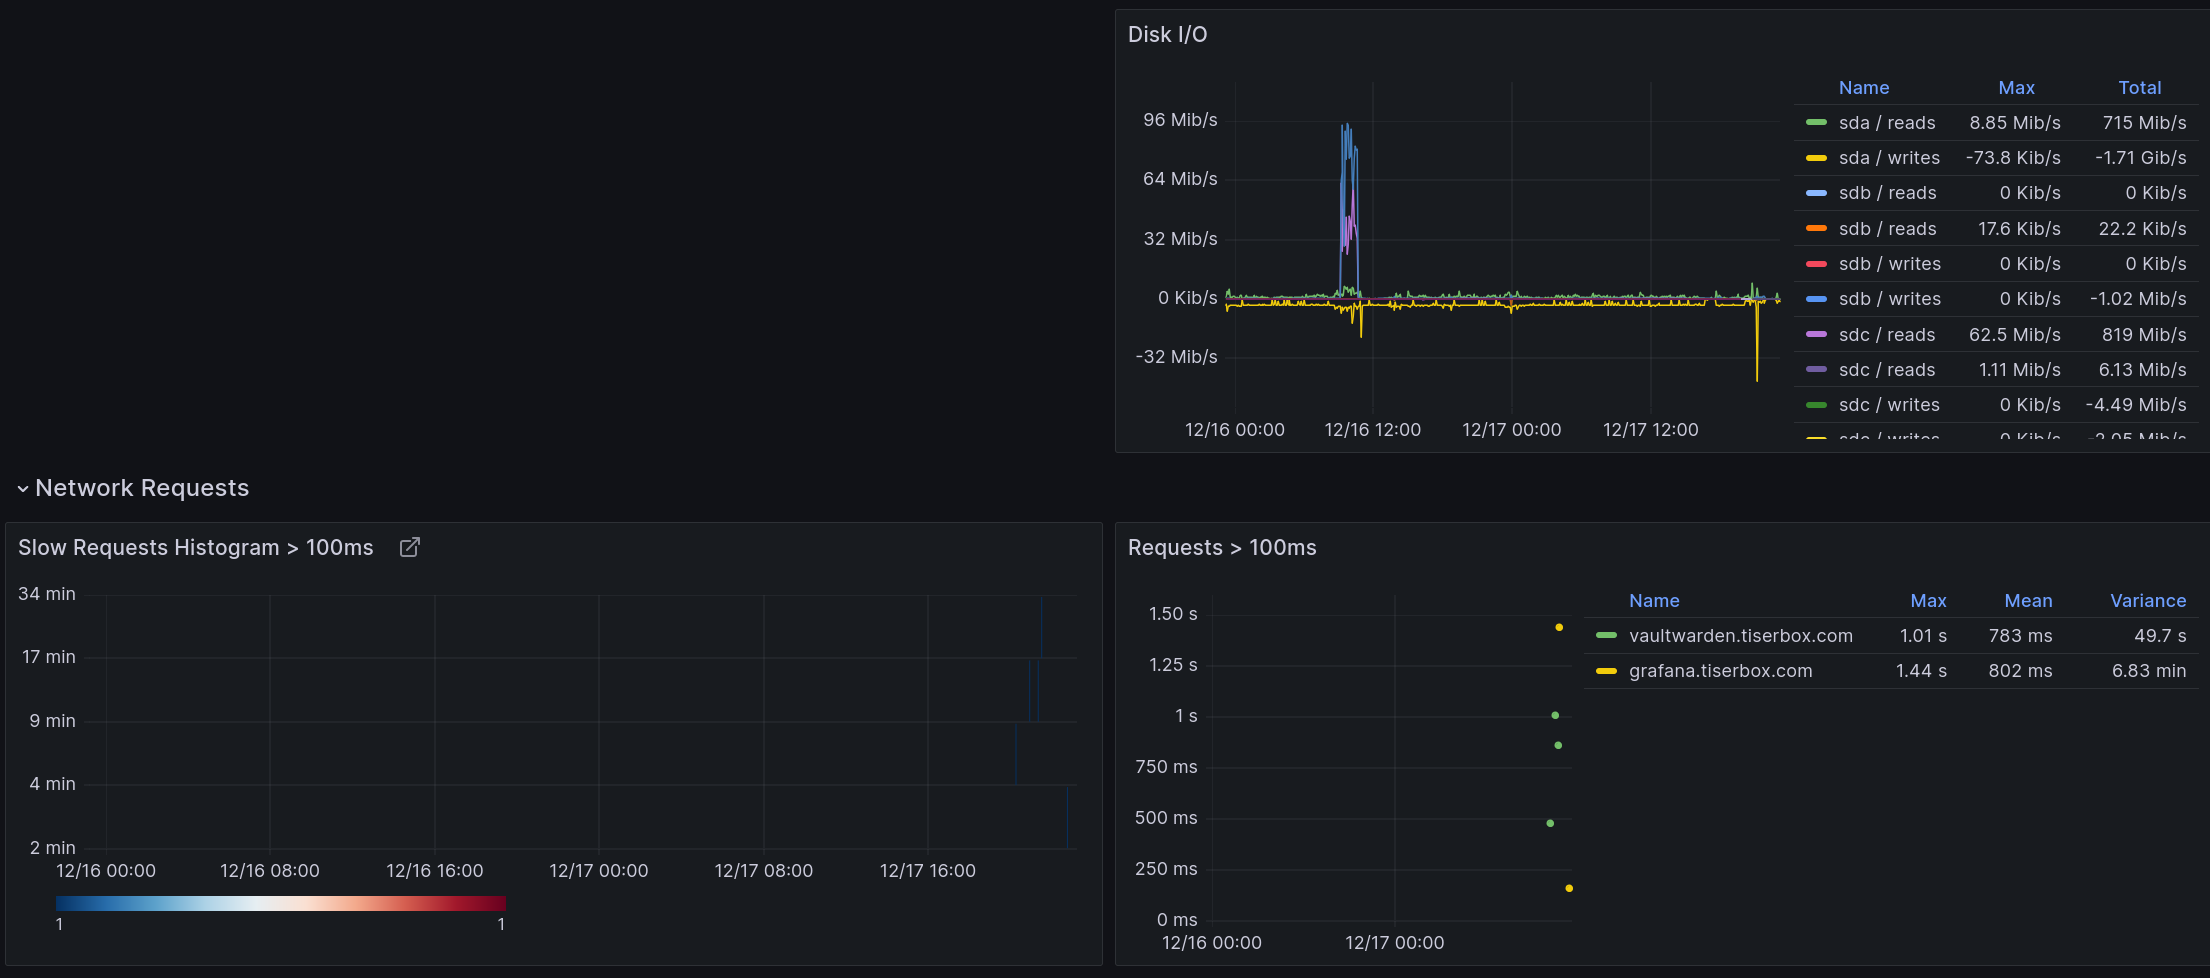 Disk I/O
Name Max Total
96 Mib/s
64 Mib/s
32 Mib/s
0 Kib/s
-32 Mib/s
12/16 00:00 12/16 12:00 12/17 00:00 12/17 12:00
sda / reads 8.85 Mib/s 715 Mib/s
sda / writes -73.8 Kib/s -1.71 Gib/s
sdb / reads 0 Kib/s 0 Kib/s
sdb / reads 17.6 Kib/s 22.2 Kib/s
sdb / writes 0 Kib/s 0 Kib/s
sdb / writes 0 Kib/s -1.02 Mib/s
sdc / reads 62.5 Mib/s 819 Mib/s
sdc / reads 1.11 Mib/s 6.13 Mib/s
sdc / writes 0 Kib/s -4.49 Mib/s
Network Requests
Slow Requests Histogram > 100ms
34 min
17 min
9 min
4 min
2 min
12/16 00:00 12/16 08:00 12/16 16:00 12/17 00:00 12/17 08:00 12/17 16:00
1 1
Requests > 100ms
1.50 s
1.25 s
1 s
750 ms
500 ms
250 ms
0 ms
12/16 00:00 12/17 00:00
Name Max Mean Variance
vaultwarden.tiserbox.com 1.01 s 783 ms 49.7 s
grafana.tiserbox.com 1.44 s 802 ms 6.83 min